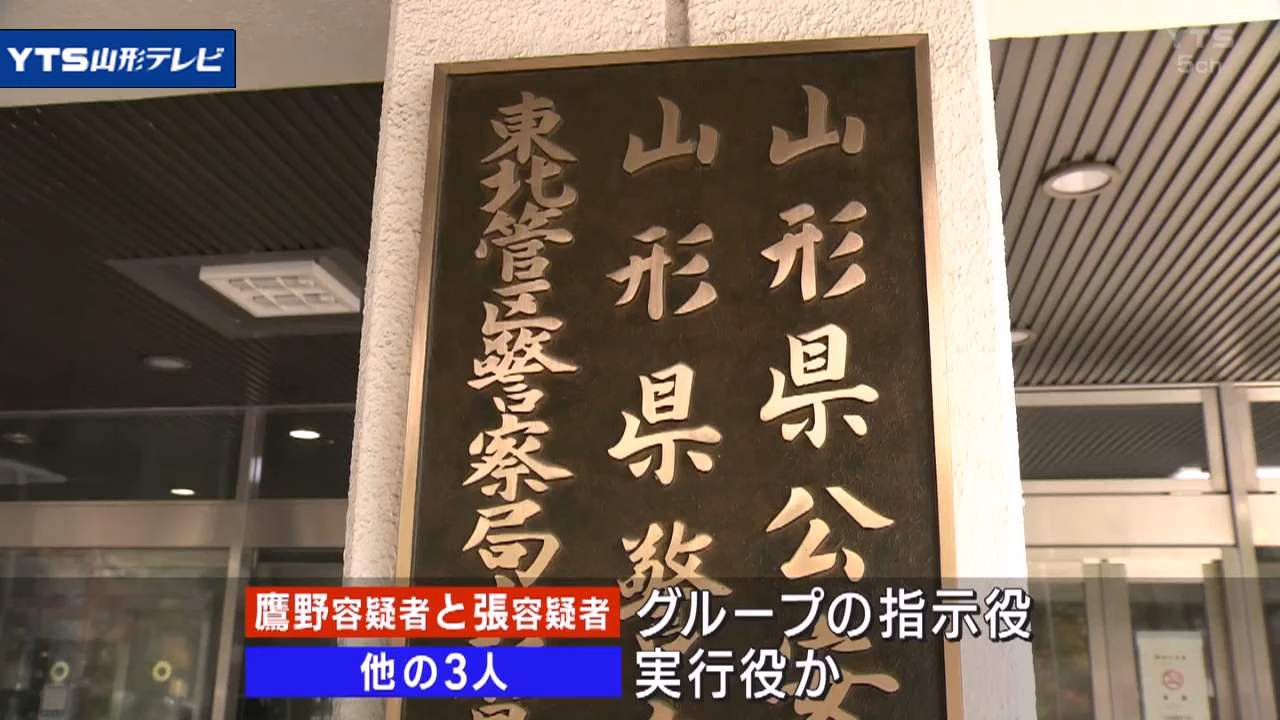 YTS山形テレビ
YTS
5ch
山形県公安
山形県警
東北管区警察局
鷹野容疑者と張容疑者
グループの指示役
他の3人
実行役か